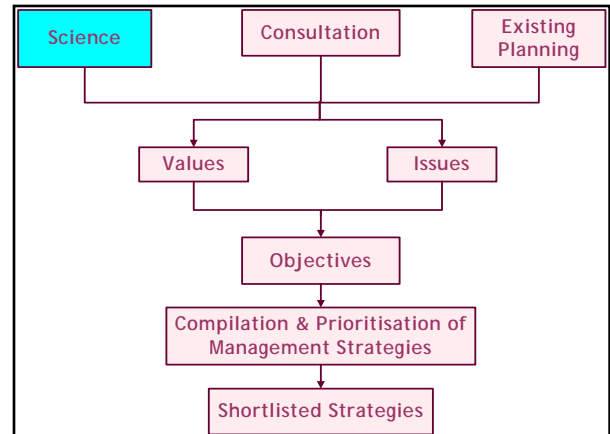 Science
Consultation
Existing
Planning
Values
Issues
Objectives
Compilation & Prioritisation of
Management Strategies
Shortlisted Strategies